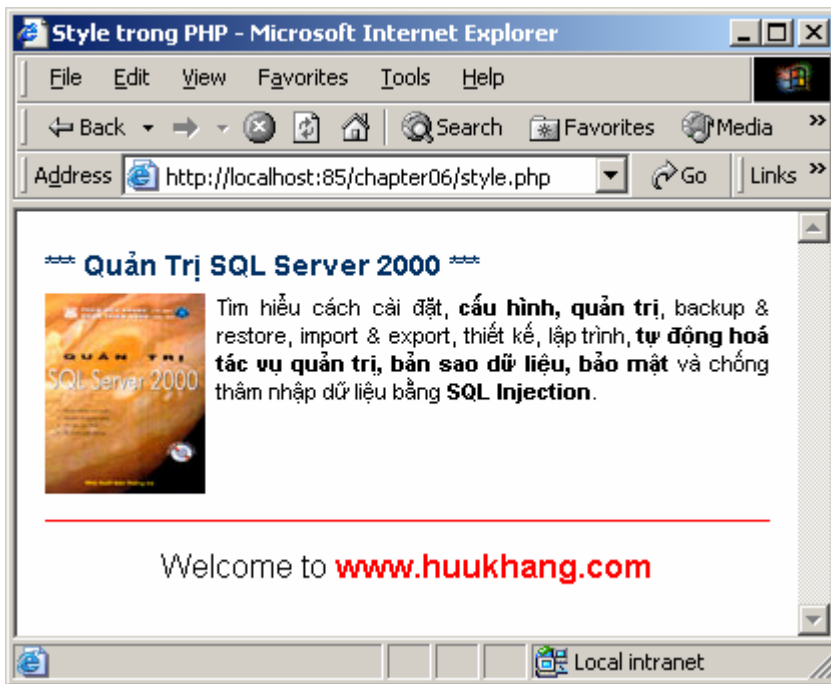 Style trong PHP - Microsoft Internet Explorer
File Edit View Favorites Tools Help
Back Search Favorites Media »
Address http://localhost:85/chapter06/style.php Go Links »
*** Quản Trị SQL Server 2000 ***
Tìm hiểu cách cài đặt, cấu hình, quản trị, backup &
restore, import & export, thiết kế, lập trình, tự động hoá
tác vụ quản trị, bản sao dữ liệu, bảo mật và chống
thâm nhập dữ liệu bằng SQL Injection.
QUẢN TRỊ
SQL Server 2000
Welcome to www.huukhang.com
Local intranet